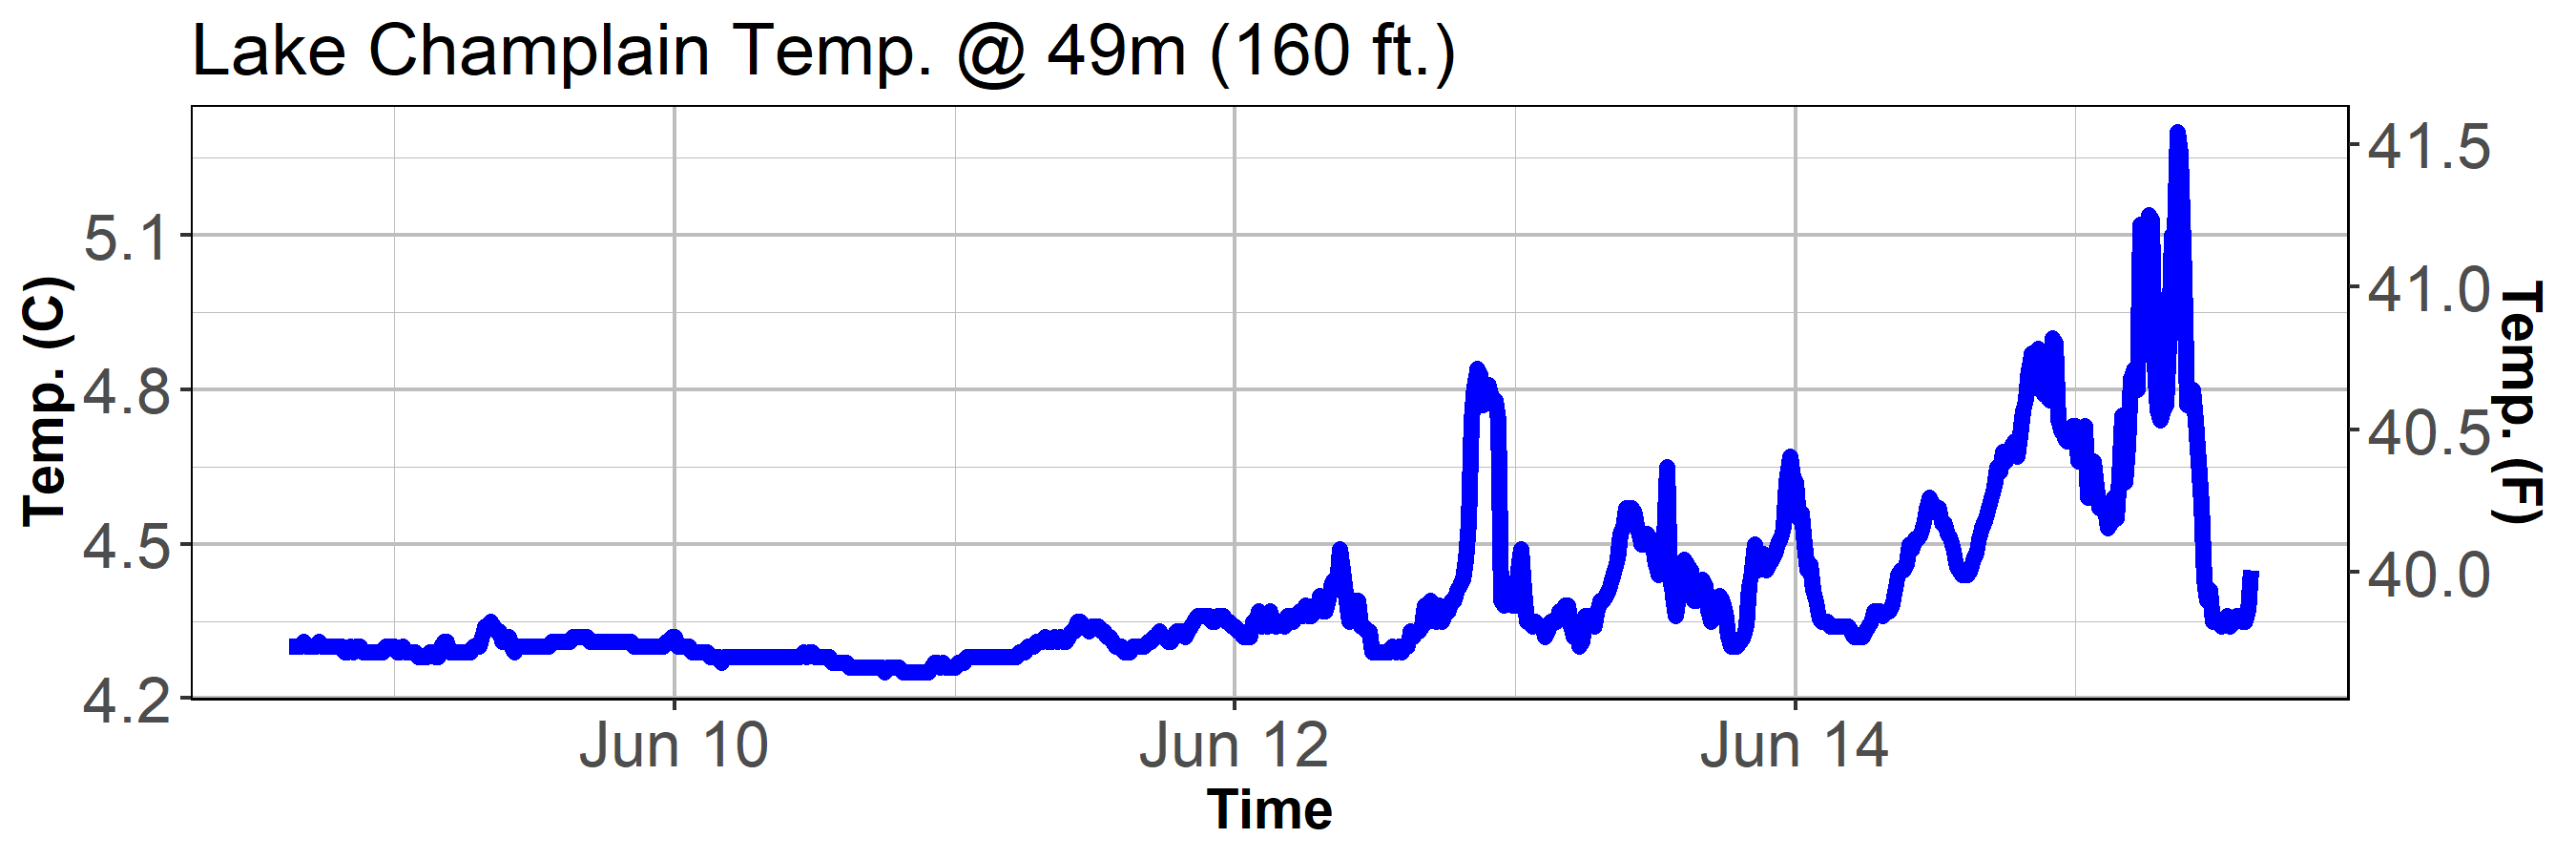 Lake Champlain Temp. @ 49m (160 ft.)
Temp. (C)
5.1
4.8
4.5
4.2
41.5
41.0
40.5
40.0
Temp. (F)
Jun 10
Jun 12
Jun 14
Time